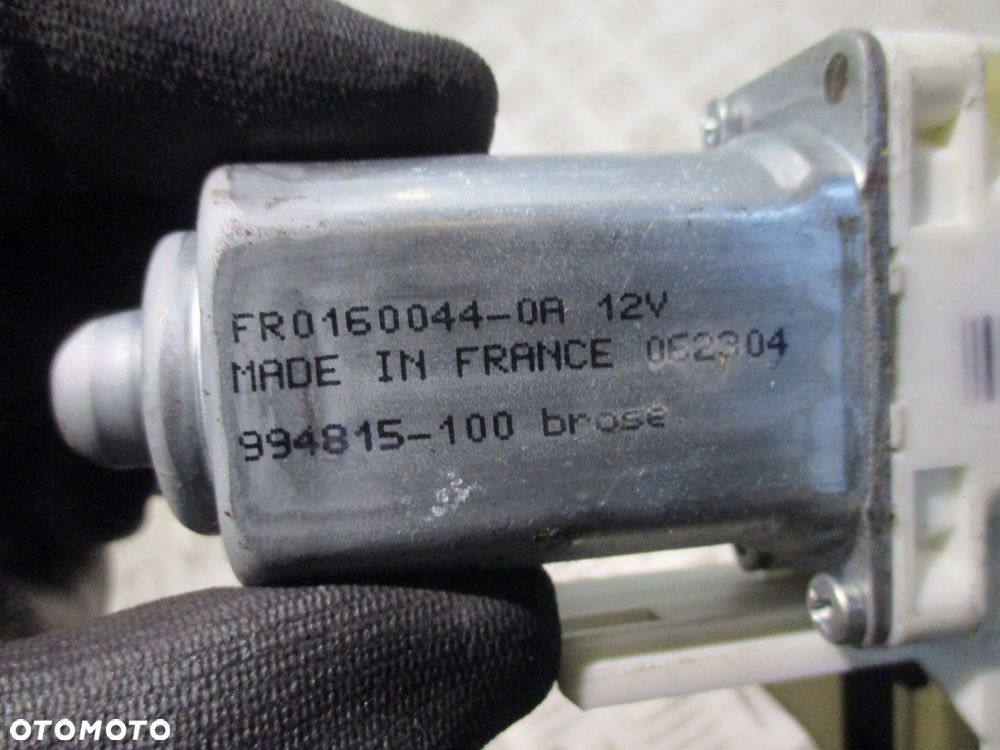 FR0160044-0A 12V
MADE IN FRANCE 062304
994815-100 brose
OTOMOTO